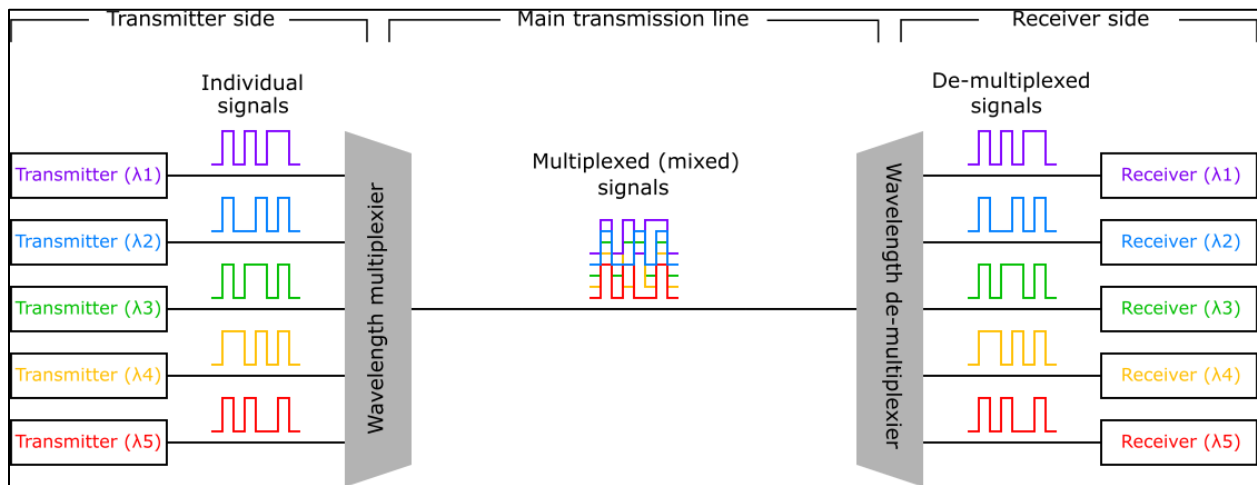 Transmitter side
Main transmission line
Receiver side
Individual
signals
De-multiplexed
signals
Multiplexed (mixed)
signals
Transmitter (λ1)
Transmitter (λ2)
Transmitter (λ3)
Transmitter (λ4)
Transmitter (λ5)
Wavelength multiplexier
Wavelength de-multiplexier
Receiver (λ1)
Receiver (λ2)
Receiver (λ3)
Receiver (λ4)
Receiver (λ5)